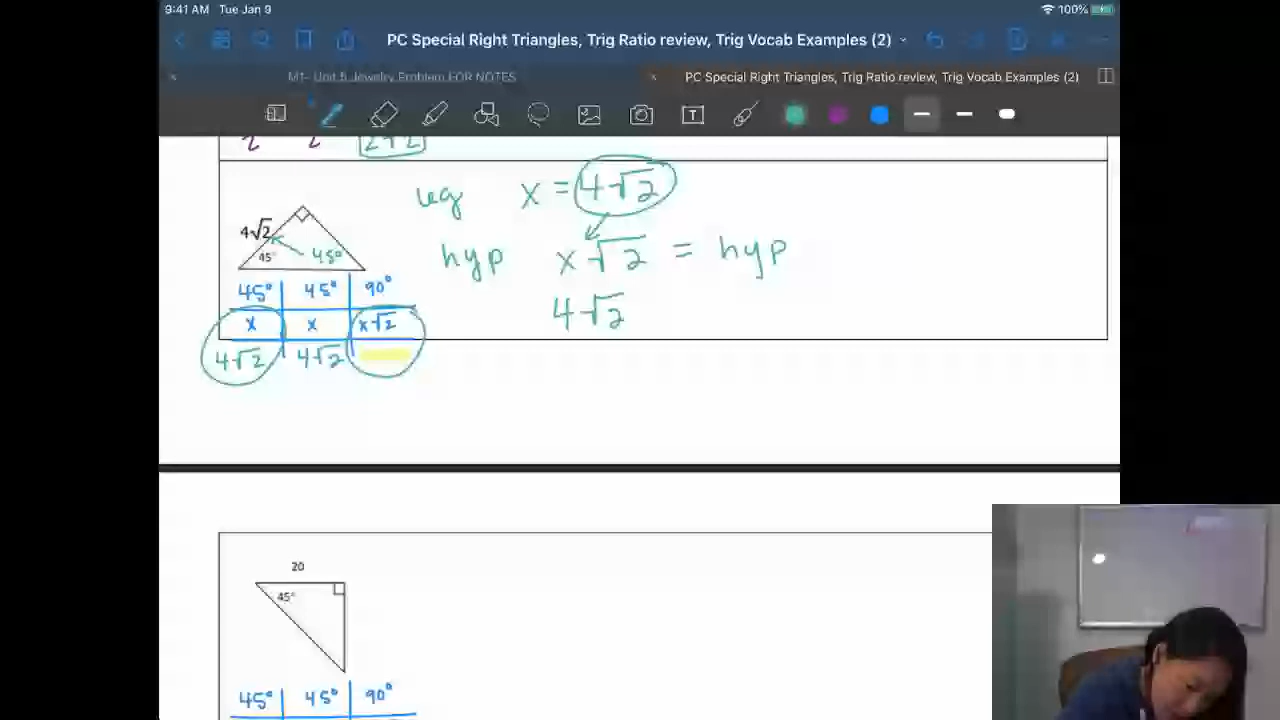 9:41 AM Tue Jan 9
100%
PC Special Right Triangles, Trig Ratio review, Trig Vocab Examples (2)
M1- Unit 5 Jewelry Problem FOR NOTES
PC Special Right Triangles, Trig Ratio review, Trig Vocab Examples (2)
2 2 2√2
leg x = 4√2
4√2
45° 45°
hyp x√2 = hyp
45° 45° 90°
4√2
x x x√2
4√2 4√2
20
45°
45° 45° 90°